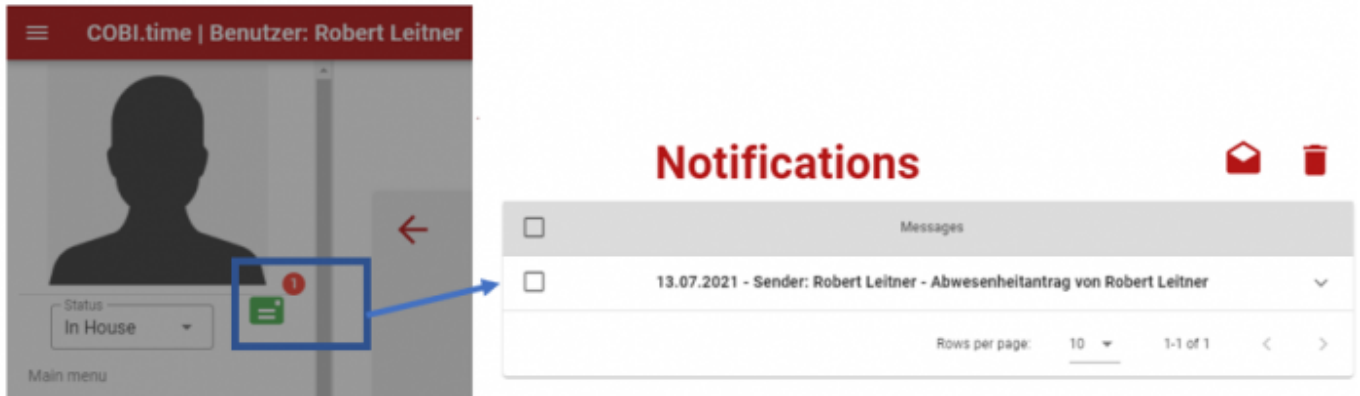 COBI.time | Benutzer: Robert Leitner
1
Status
In House
Main menu
Notifications
Messages
13.07.2021 - Sender: Robert Leitner - Abwesenheitantrag von Robert Leitner
Rows per page: 10 1-1 of 1